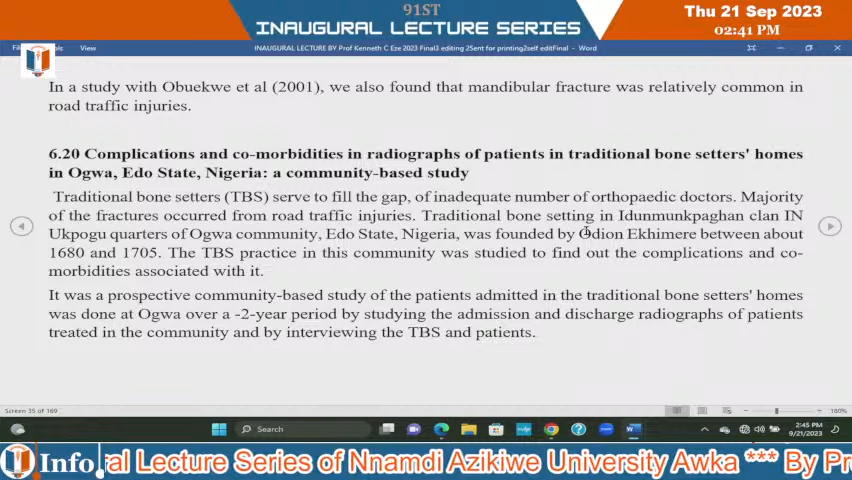 91ST
INAUGURAL LECTURE SERIES
Thu 21 Sep 2023
02:41 PM
View
INAUGURAL LECTURE BY Prof Kenneth C Eze 2023 Final3 editing 2Sent for printing2self editFinal - Word
In a study with Obuekwe et al (2001), we also found that mandibular fracture was relatively common in
road traffic injuries.
6.20 Complications and co-morbidities in radiographs of patients in traditional bone setters' homes
in Ogwa, Edo State, Nigeria: a community-based study
Traditional bone setters (TBS) serve to fill the gap, of inadequate number of orthopaedic doctors. Majority
of the fractures occurred from road traffic injuries. Traditional bone setting in Idunmunkpaghan clan IN
Ukpogu quarters of Ogwa community, Edo State, Nigeria, was founded by Odion Ekhimere between about
1680 and 1705. The TBS practice in this community was studied to find out the complications and co-
morbidities associated with it.
It was a prospective community-based study of the patients admitted in the traditional bone setters' homes
was done at Ogwa over a -2-year period by studying the admission and discharge radiographs of patients
treated in the community and by interviewing the TBS and patients.
Screen 35 of 169
180%
Search
2:45 PM
9/21/2023
Info.
al Lecture Series of Nnamdi Azikiwe University Awka *** By Pr